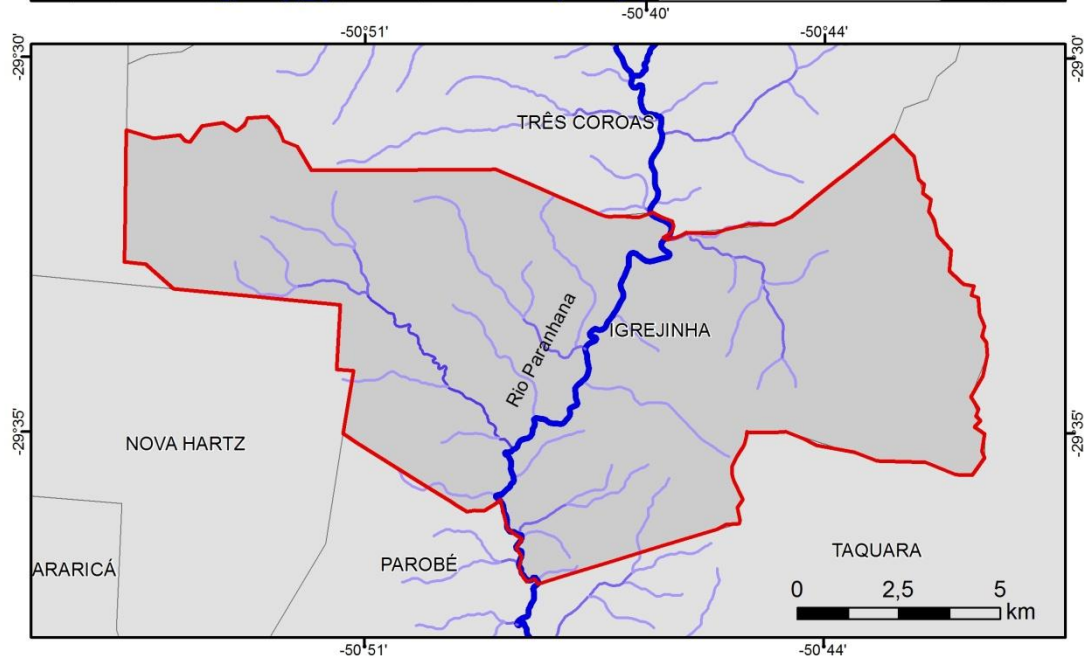 -50°40'
-50°51'
-50°44'
-29°30'
-29°30'
TRÊS COROAS
Rio Paranhana
IGREJINHA
-29°35'
-29°35'
NOVA HARTZ
ARARICÁ
PAROBÉ
TAQUARA
0 2,5 5
km
-50°51'
-50°44'